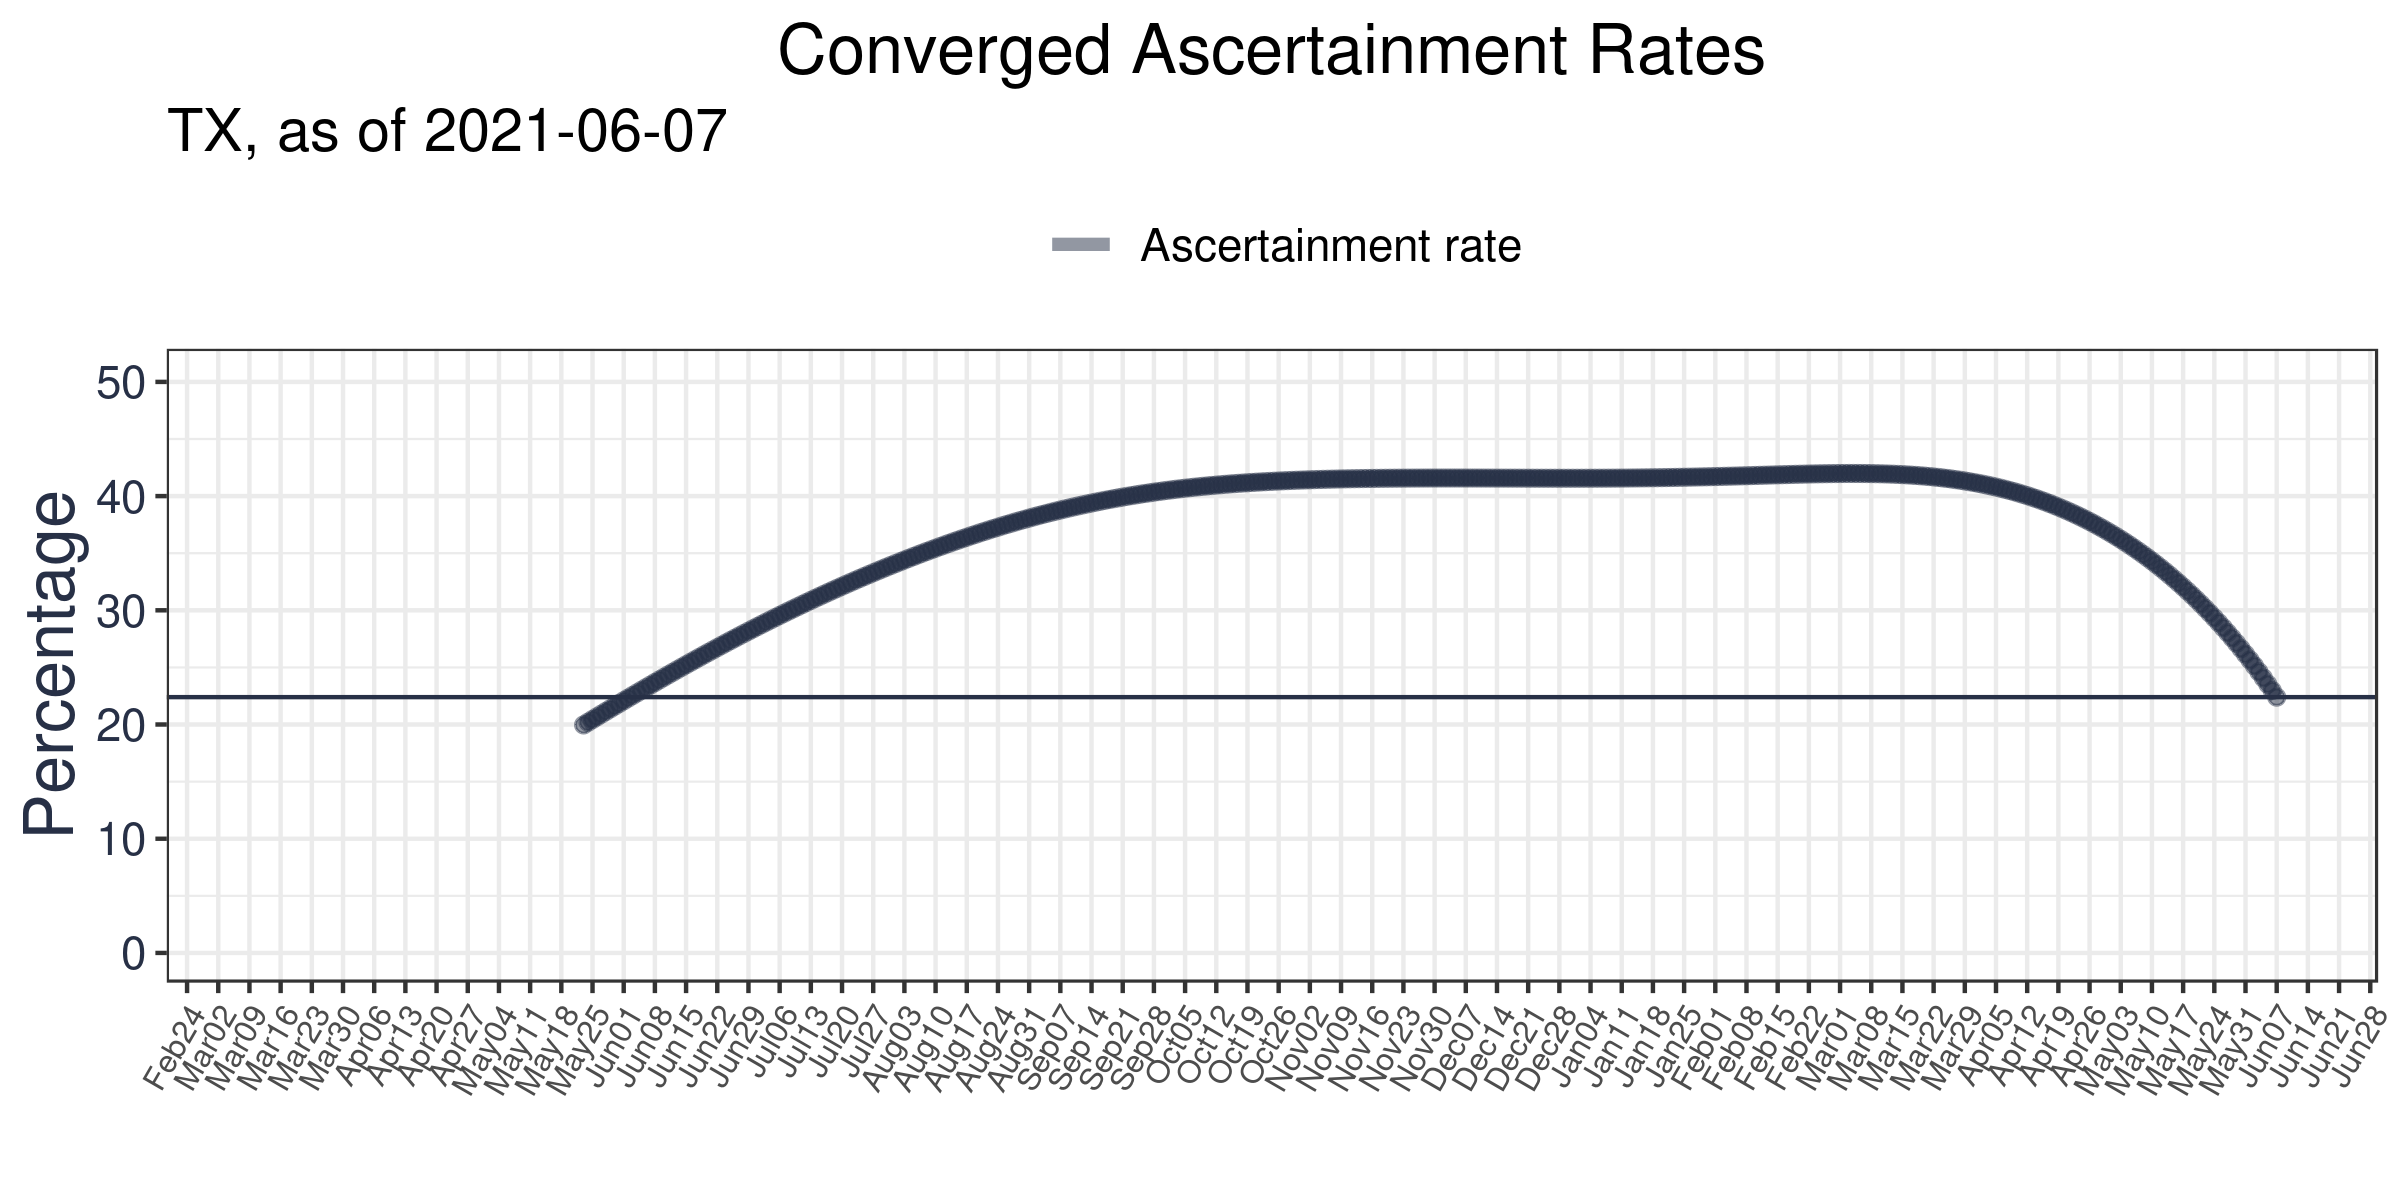 Converged Ascertainment Rates
TX, as of 2021-06-07
Ascertainment rate
Percentage
50
40
30
20
10
0
Feb24
Mar02
Mar09
Mar16
Mar23
Mar30
Apr06
Apr13
Apr20
Apr27
May04
May11
May18
May25
Jun01
Jun08
Jun15
Jun22
Jun29
Jul06
Jul13
Jul20
Jul27
Aug03
Aug10
Aug17
Aug24
Aug31
Sep07
Sep14
Sep21
Sep28
Oct05
Oct12
Oct19
Oct26
Nov02
Nov09
Nov16
Nov23
Nov30
Dec07
Dec14
Dec21
Dec28
Jan04
Jan11
Jan18
Jan25
Feb01
Feb08
Feb15
Feb22
Mar01
Mar08
Mar15
Mar22
Mar29
Apr05
Apr12
Apr19
Apr26
May03
May10
May17
May24
May31
Jun07
Jun14
Jun21
Jun28